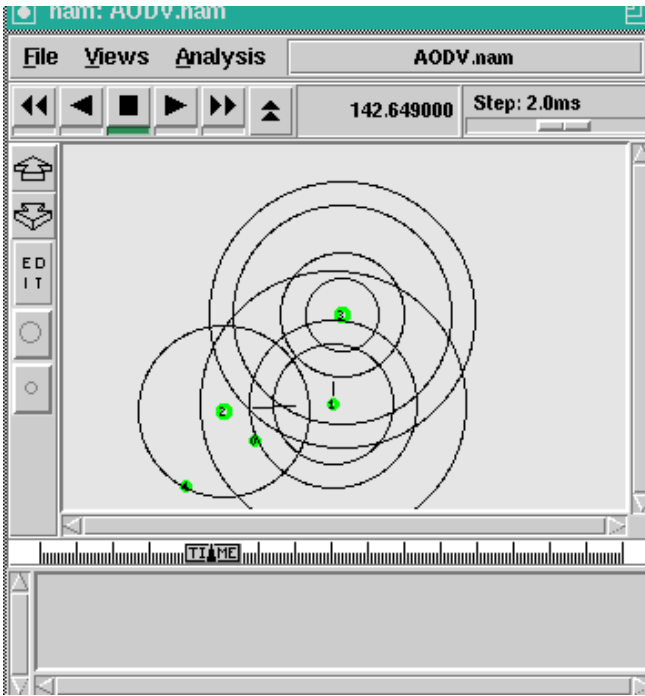 nam: AODV.nam
File Views Analysis AODV.nam
142.649000 Step: 2.0ms
ED
IT
3
1
2
4
TIME